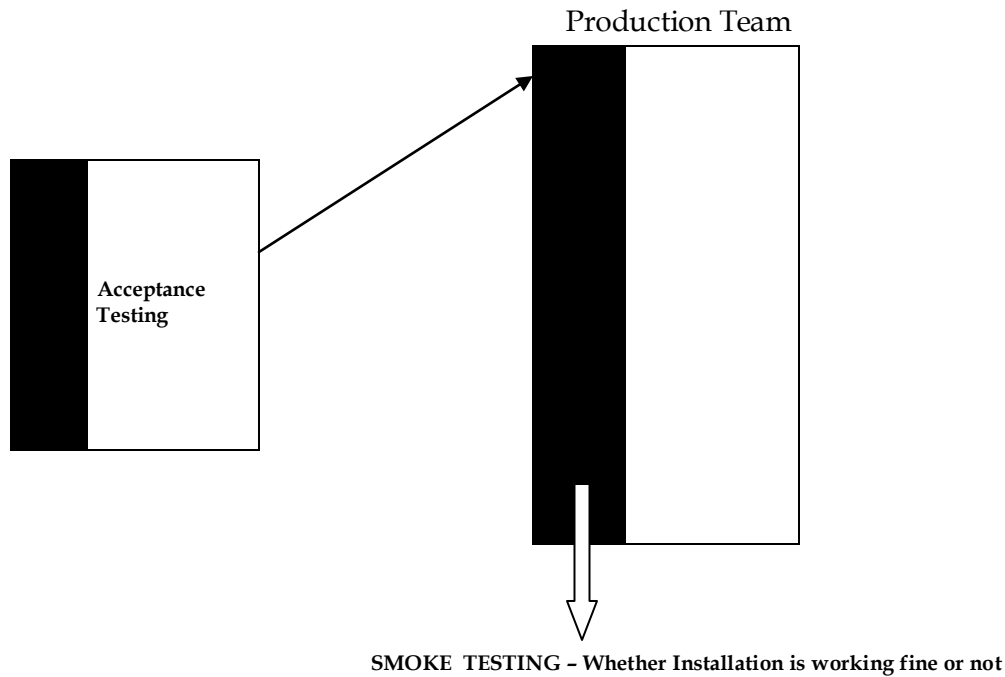 Production Team
Acceptance
Testing
SMOKE TESTING – Whether Installation is working fine or not